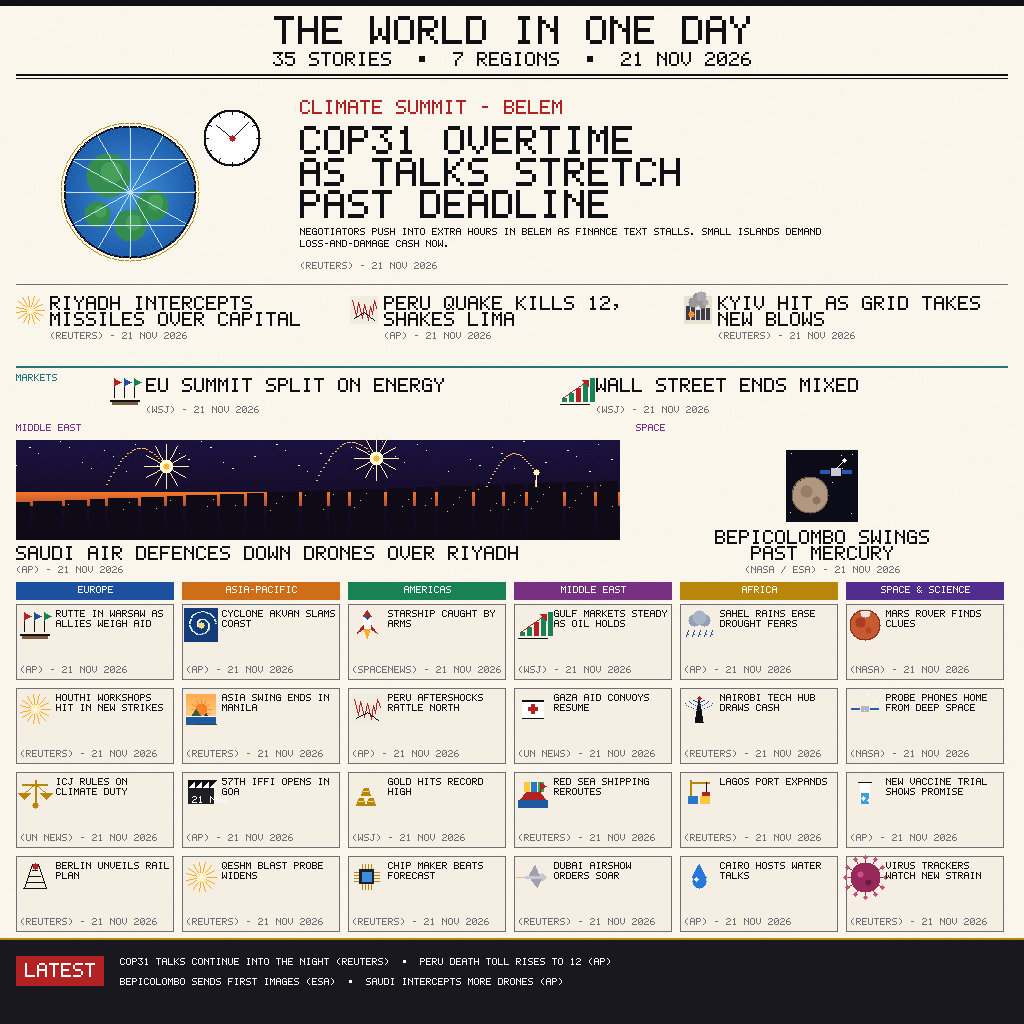 THE WORLD IN ONE DAY
35 STORIES ▪ 7 REGIONS ▪ 21 NOV 2026
CLIMATE SUMMIT - BELEM
COP31 OVERTIME
AS TALKS STRETCH
PAST DEADLINE
NEGOTIATORS PUSH INTO EXTRA HOURS IN BELEM AS FINANCE TEXT STALLS. SMALL ISLANDS DEMAND
LOSS-AND-DAMAGE CASH NOW.
(REUTERS) - 21 NOV 2026
RIYADH INTERCEPTS
MISSILES OVER CAPITAL
(REUTERS) - 21 NOV 2026
PERU QUAKE KILLS 12,
SHAKES LIMA
(AP) - 21 NOV 2026
KYIV HIT AS GRID TAKES
NEW BLOWS
(REUTERS) - 21 NOV 2026
MARKETS
EU SUMMIT SPLIT ON ENERGY
(WSJ) - 21 NOV 2026
WALL STREET ENDS MIXED
(WSJ) - 21 NOV 2026
MIDDLE EAST
SAUDI AIR DEFENCES DOWN DRONES OVER RIYADH
(AP) - 21 NOV 2026
SPACE
BEPICOLOMBO SWINGS
PAST MERCURY
(NASA / ESA) - 21 NOV 2026
EUROPE
ASIA-PACIFIC
AMERICAS
MIDDLE EAST
AFRICA
SPACE & SCIENCE
RUTTE IN WARSAW AS
ALLIES WEIGH AID
(AP) - 21 NOV 2026
CYCLONE AKVAN SLAMS
COAST
(AP) - 21 NOV 2026
STARSHIP CAUGHT BY
ARMS
(SPACENEWS) - 21 NOV 2026
GULF MARKETS STEADY
AS OIL HOLDS
(WSJ) - 21 NOV 2026
SAHEL RAINS EASE
DROUGHT FEARS
(AP) - 21 NOV 2026
MARS ROVER FINDS
CLUES
(NASA) - 21 NOV 2026
HOUTHI WORKSHOPS
HIT IN NEW STRIKES
(REUTERS) - 21 NOV 2026
ASIA SWING ENDS IN
MANILA
(REUTERS) - 21 NOV 2026
PERU AFTERSHOCKS
RATTLE NORTH
(AP) - 21 NOV 2026
GAZA AID CONVOYS
RESUME
(UN NEWS) - 21 NOV 2026
NAIROBI TECH HUB
DRAWS CASH
(REUTERS) - 21 NOV 2026
PROBE PHONES HOME
FROM DEEP SPACE
(NASA) - 21 NOV 2026
ICJ RULES ON
CLIMATE DUTY
(UN NEWS) - 21 NOV 2026
57TH IFFI OPENS IN
GOA
21 N
(AP) - 21 NOV 2026
GOLD HITS RECORD
HIGH
(WSJ) - 21 NOV 2026
RED SEA SHIPPING
REROUTES
(REUTERS) - 21 NOV 2026
LAGOS PORT EXPANDS
(REUTERS) - 21 NOV 2026
NEW VACCINE TRIAL
SHOWS PROMISE
(AP) - 21 NOV 2026
BERLIN UNVEILS RAIL
PLAN
(REUTERS) - 21 NOV 2026
QESHM BLAST PROBE
WIDENS
(REUTERS) - 21 NOV 2026
CHIP MAKER BEATS
FORECAST
(REUTERS) - 21 NOV 2026
DUBAI AIRSHOW
ORDERS SOAR
(REUTERS) - 21 NOV 2026
CAIRO HOSTS WATER
TALKS
(AP) - 21 NOV 2026
VIRUS TRACKERS
WATCH NEW STRAIN
(REUTERS) - 21 NOV 2026
LATEST
COP31 TALKS CONTINUE INTO THE NIGHT (REUTERS) ▪ PERU DEATH TOLL RISES TO 12 (AP)
BEPICOLOMBO SENDS FIRST IMAGES (ESA) ▪ SAUDI INTERCEPTS MORE DRONES (AP)